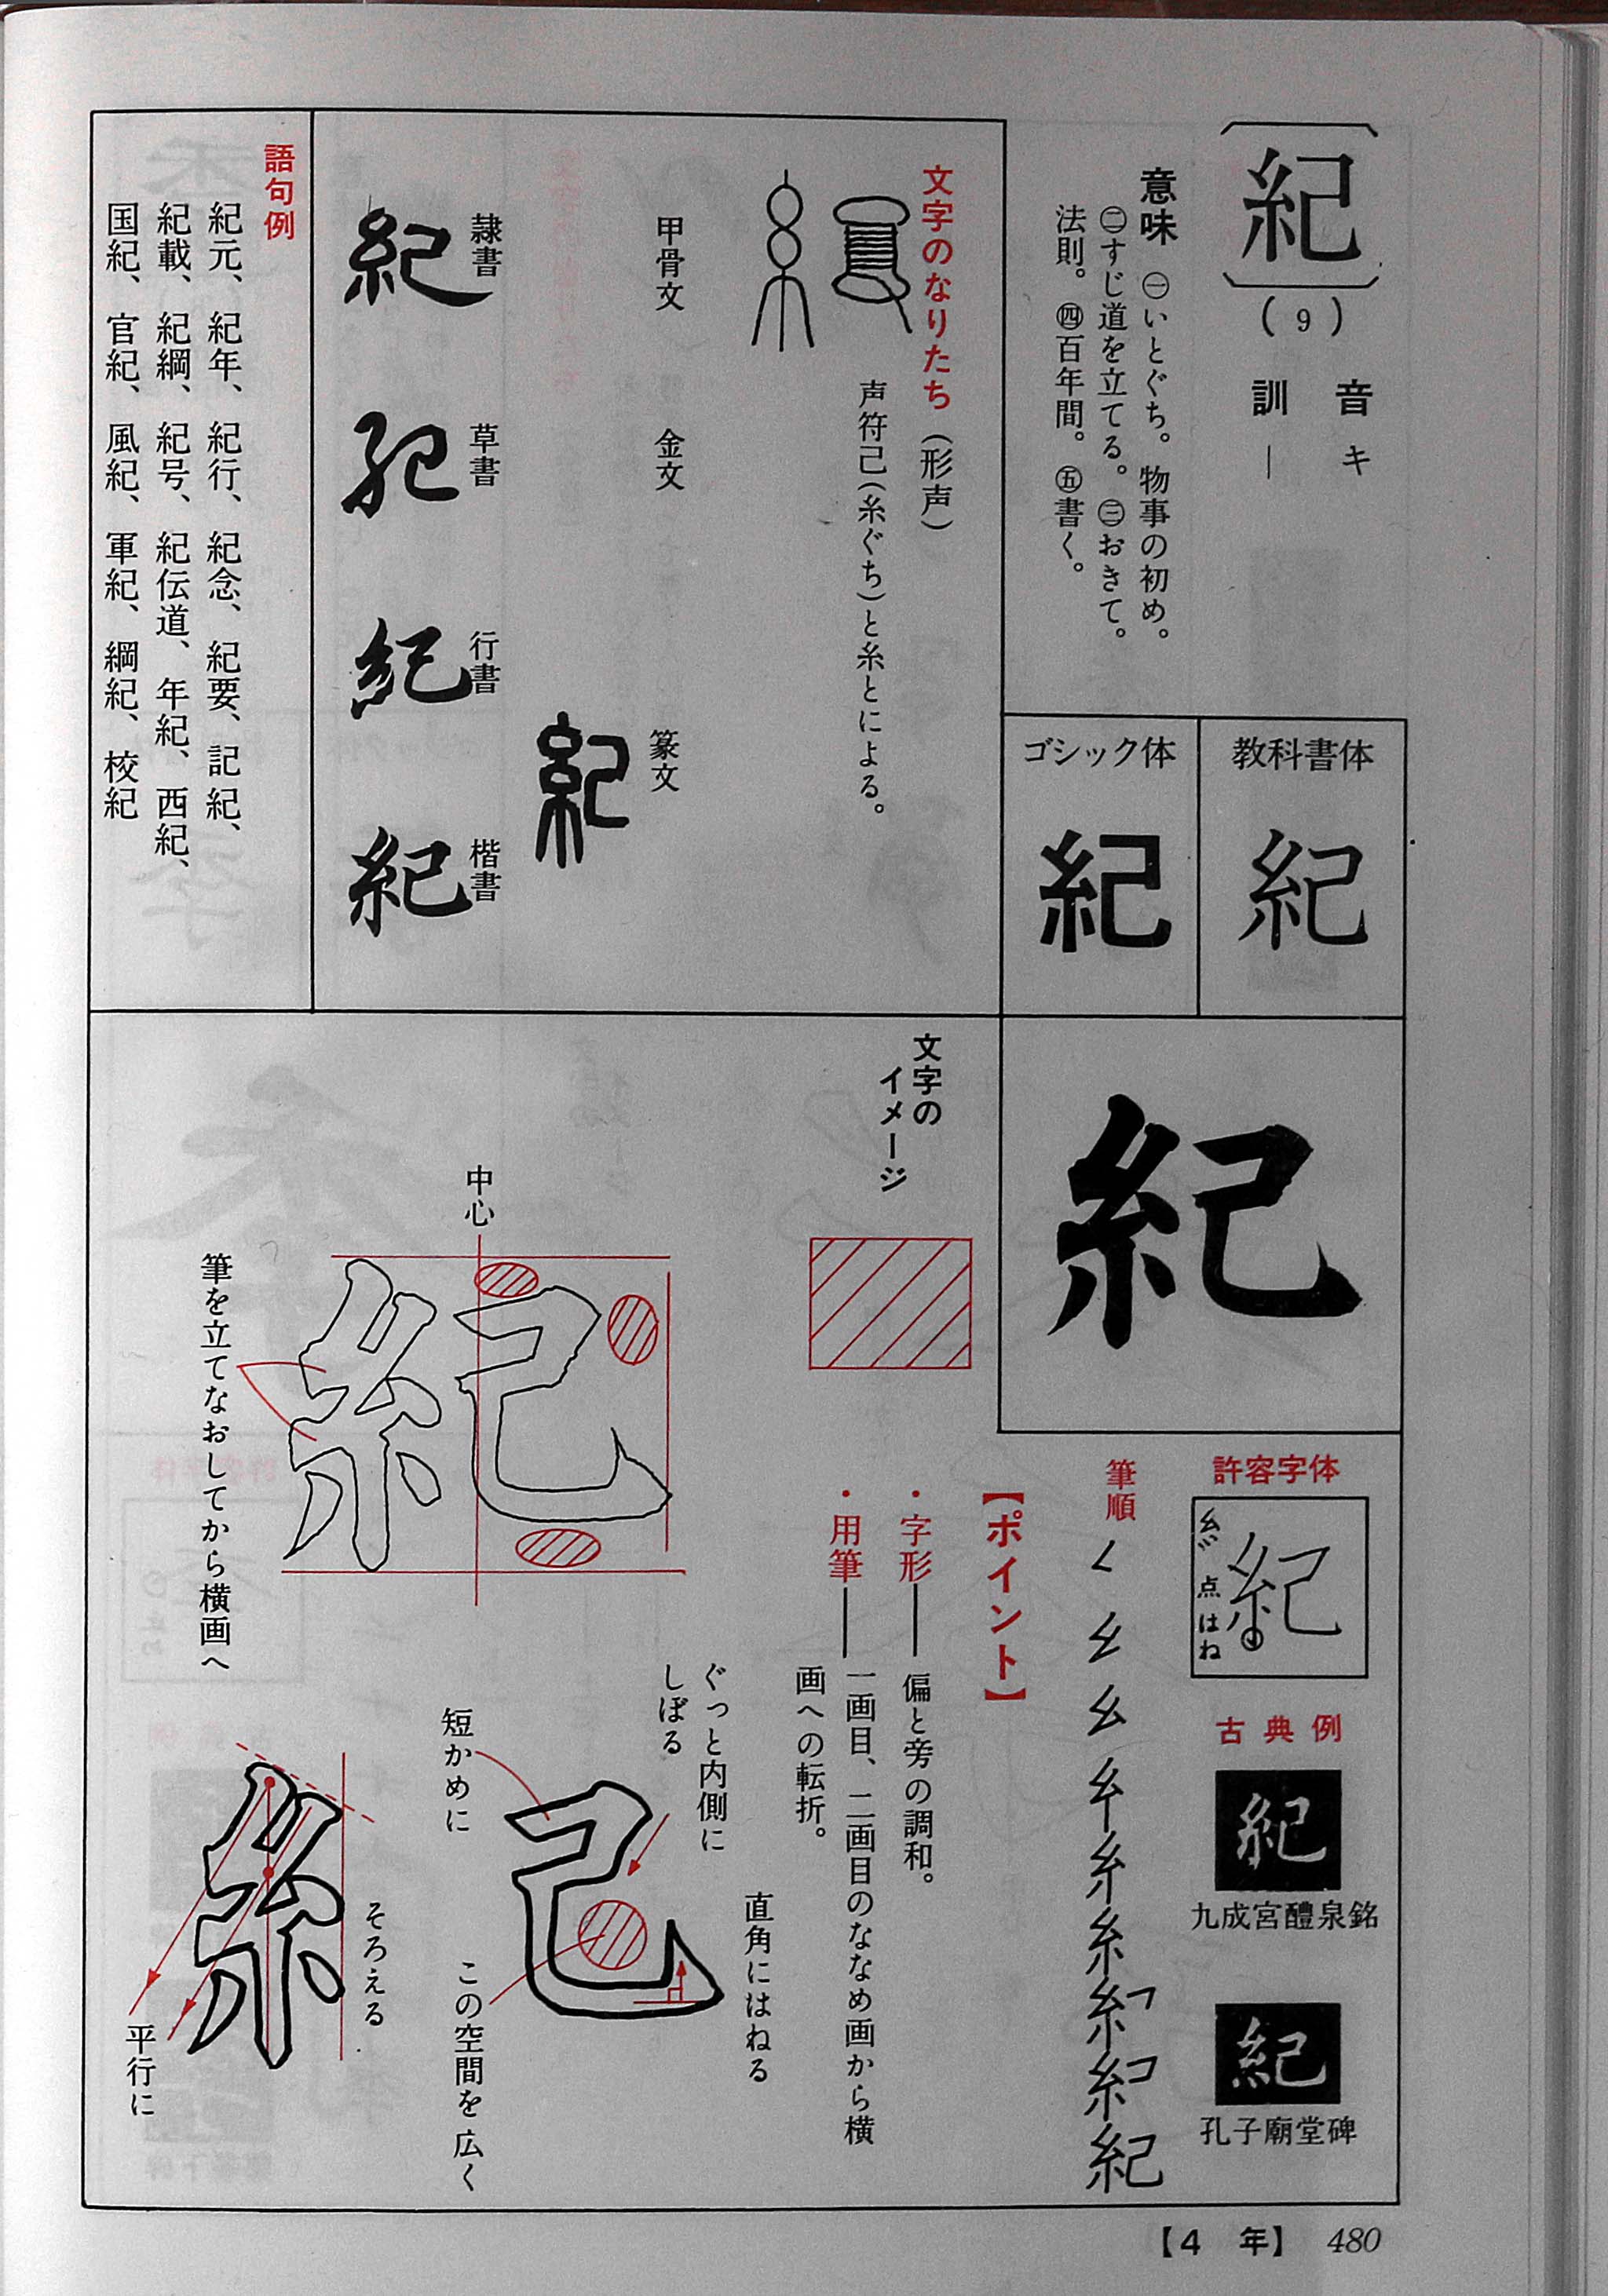 紀
(9)
音 キ
訓 ―
意味 ㊀いとぐち。物事の初め。
㊁すじ道を立てる。㊂おきて。
法則。㊃百年間。㊄書く。
教科書体
紀
ゴシック体
紀
文字のなりたち（形声）
声符己（糸ぐち）と糸とによる。
甲骨文
金文
篆文
紀
隷書
紀
草書
紀
行書
紀
楷書
紀
語句例
紀元、紀年、紀行、紀念、紀要、記紀、
紀載、紀綱、紀号、紀伝道、年紀、西紀、
国紀、官紀、風紀、軍紀、綱紀、校紀
紀
許容字体
紀
糹 点 はね
古典例
紀
九成宮醴泉銘
紀
孔子廟堂碑
筆順
紀
【ポイント】
・字形―偏と旁の調和。
・用筆―一画目、二画目のななめ画から横
画への転折。
文字の
イメージ
中心
紀
筆を立てなおしてから横画へ
ぐっと内側に
しぼる
直角にはねる
短かめに
己
この空間を広く
そろえる
糸
平行に
【4 年】 480